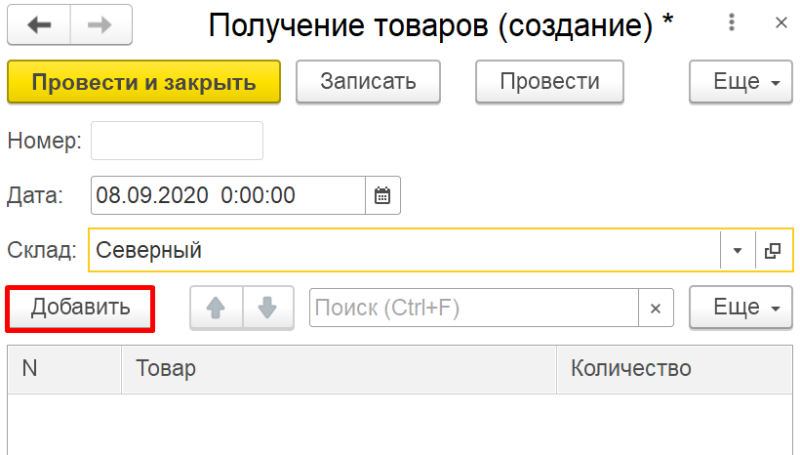 Получение товаров (создание) *
Провести и закрыть Записать Провести Еще
Номер:
Дата: 08.09.2020 0:00:00
Склад: Северный
Добавить Поиск (Ctrl+F) × Еще
N Товар Количество